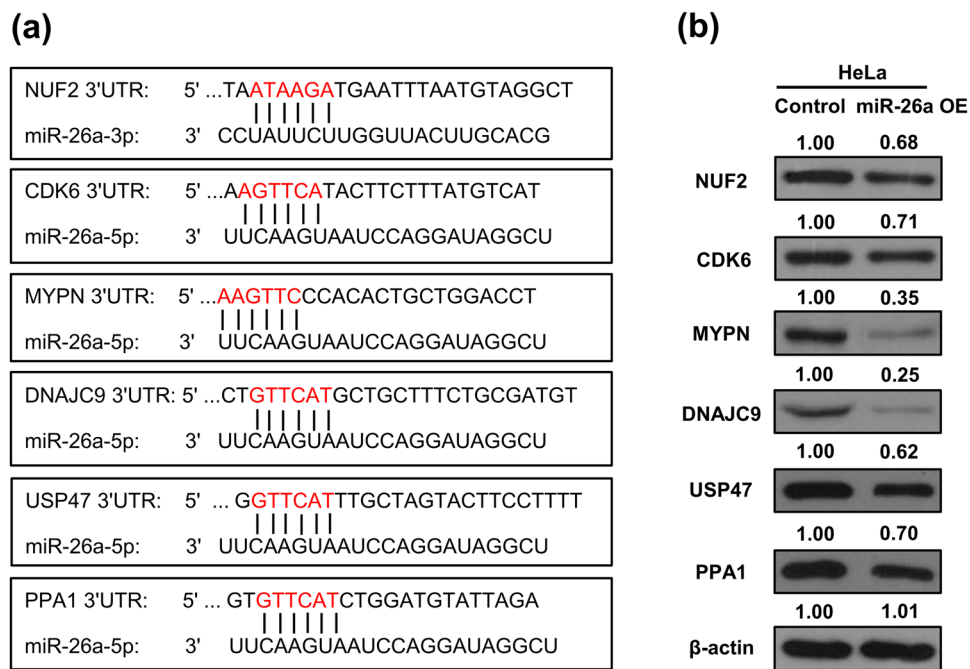 (a)
NUF2 3'UTR: 5' ...TAATAAGATGAATTTAATGTAGGCT
miR-26a-3p: 3' CCUAUUCUUGGUUACUUGCACG
CDK6 3'UTR: 5' ...AAGTTCATACTTCTTTATGTCAT
miR-26a-5p: 3' UUCAAGUAAUCCAGGAUAGGCU
MYPN 3'UTR: 5' ...AAGTTCCCACACTGCTGGACCT
miR-26a-5p: 3' UUCAAGUAAUCCAGGAUAGGCU
DNAJC9 3'UTR: 5' ...CTGTTCATGCTGCTTTCTGCGATGT
miR-26a-5p: 3' UUCAAGUAAUCCAGGAUAGGCU
USP47 3'UTR: 5' ... GGTTCATTTGCTAGTACTTCCTTTT
miR-26a-5p: 3' UUCAAGUAAUCCAGGAUAGGCU
PPA1 3'UTR: 5' ... GTGTTCATCTGGATGTATTAGA
miR-26a-5p: 3' UUCAAGUAAUCCAGGAUAGGCU
(b)
HeLa
Control miR-26a OE
1.00 0.68
NUF2
1.00 0.71
CDK6
1.00 0.35
MYPN
1.00 0.25
DNAJC9
1.00 0.62
USP47
1.00 0.70
PPA1
1.00 1.01
β-actin